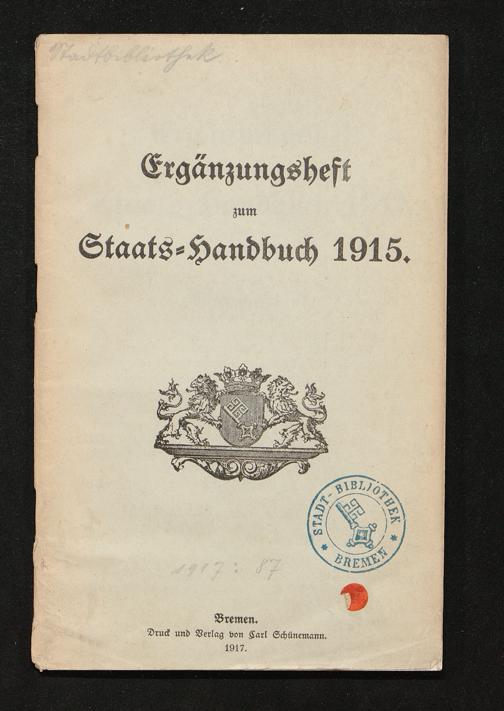 Stadtbibliothek
Ergänzungsheft
zum
Staats-Handbuch 1915.
STADT-BIBLIOTHEK
* BREMEN *
1917: 87
Bremen.
Druck und Verlag von Carl Schünemann.
1917.